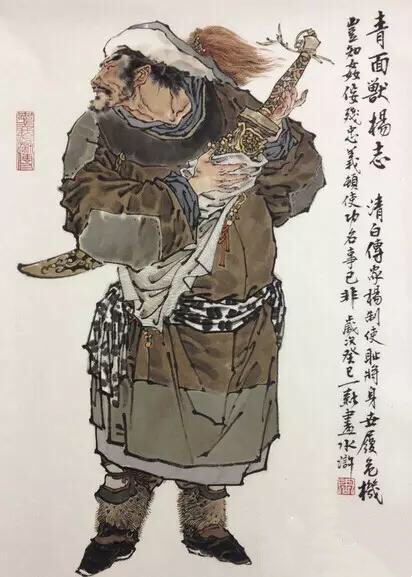 青面獸楊志
清白傳家楊制使耻將身履危機
豈知奸佞殘忠義頓使功名事已非 歲次癸巳一新畫水滸